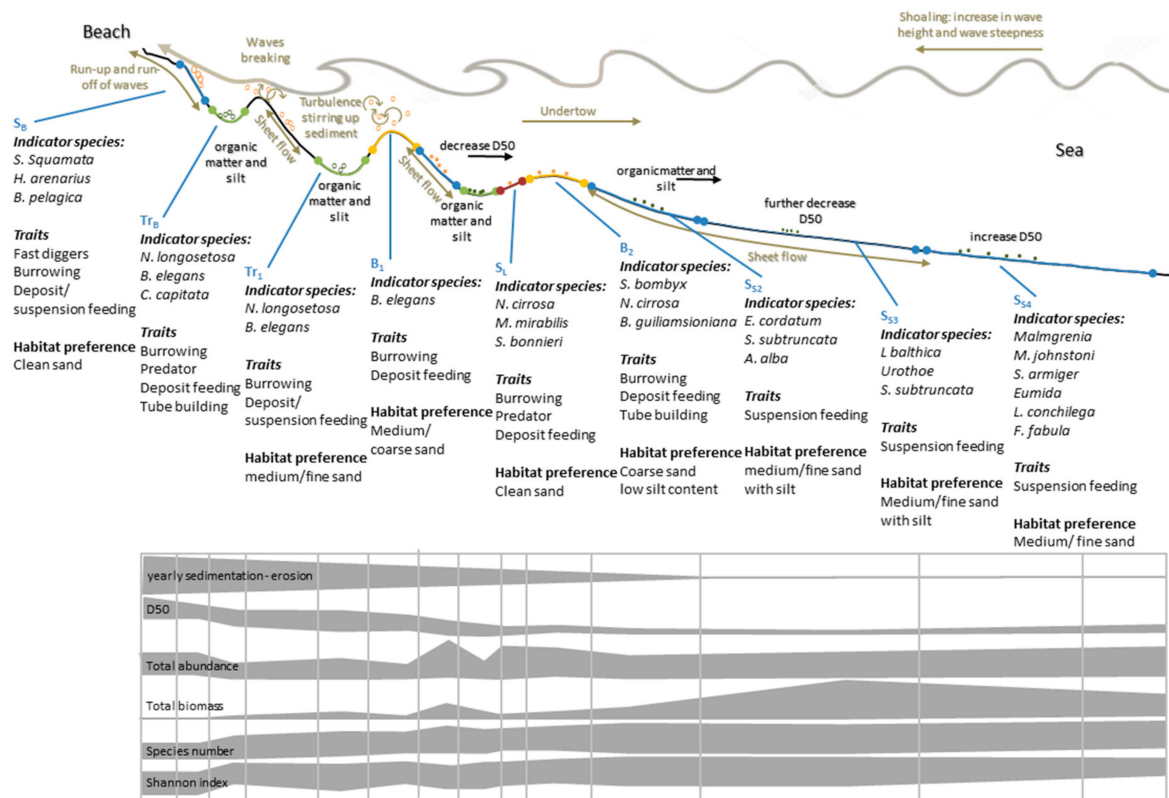 Beach
Waves
breaking
Shoaling: increase in wave
height and wave steepness
Run-up and run-
off of waves
Turbulence
stirring up
sediment
Undertow
Sea
Sheet flow
organic
matter and
silt
organic
matter and
slit
decrease D50
Sheet flow
organic
matter and
silt
organicmatter and
silt
further decrease
D50
increase D50
Sheet flow
S_B
Indicator species:
S. Squamata
H. arenarius
B. pelagica
Traits
Fast diggers
Burrowing
Deposit/
suspension feeding
Habitat preference
Clean sand
Tr_B
Indicator species:
N. longosetosa
B. elegans
C. capitata
Traits
Burrowing
Predator
Deposit feeding
Tube building
Tr_1
Indicator species:
N. longosetosa
B. elegans
Traits
Burrowing
Deposit/
suspension feeding
Habitat preference
medium/fine sand
B_1
Indicator species:
B. elegans
Traits
Burrowing
Deposit feeding
Habitat preference
Medium/
coarse sand
S_L
Indicator species:
N. cirrosa
M. mirabilis
S. bonnieri
Traits
Burrowing
Predator
Deposit feeding
Habitat preference
Clean sand
B_2
Indicator species:
S. bombyx
N. cirrosa
B. guiliamsioniana
Traits
Burrowing
Deposit feeding
Tube building
Habitat preference
Coarse sand
low silt content
S_S2
Indicator species:
E. cordatum
S. subtruncata
A. alba
Traits
Suspension feeding
Habitat preference
medium/fine sand
with silt
S_S3
Indicator species:
L balthica
Urothoe
S. subtruncata
Traits
Suspension feeding
Habitat preference
Medium/fine sand
with silt
S_S4
Indicator species:
Malmgrenia
M. johnstoni
S. armiger
Eumida
L. conchilega
F. fabula
Traits
Suspension feeding
Habitat preference
Medium/ fine sand
yearly sedimentation- erosion
D50
Total abundance
Total biomass
Species number
Shannon index